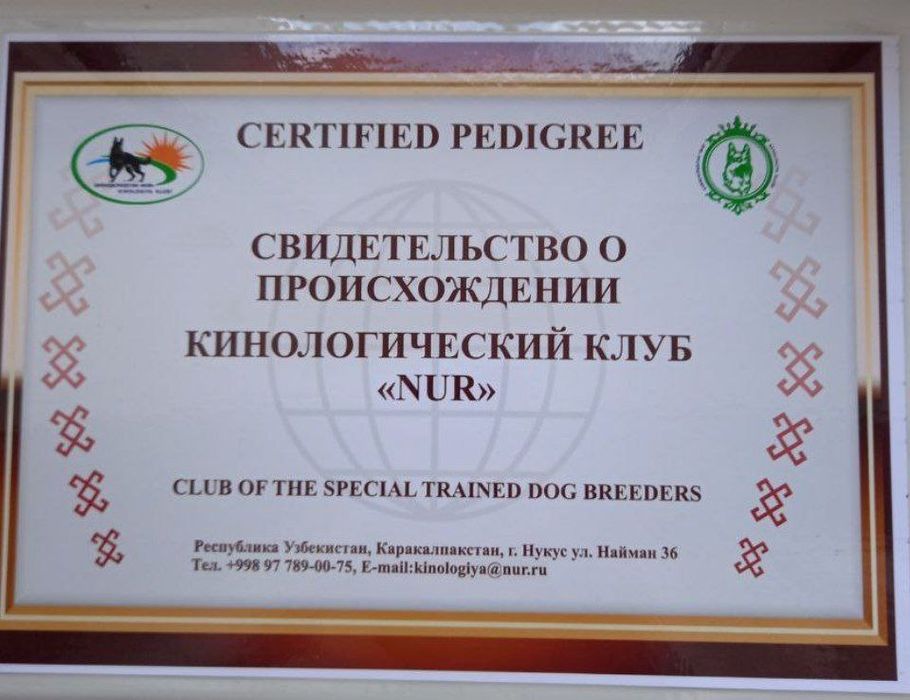 CERTIFIED PEDIGREE
СВИДЕТЕЛЬСТВО О
ПРОИСХОЖДЕНИИ
КИНОЛОГИЧЕСКИЙ КЛУБ
«NUR»
CLUB OF THE SPECIAL TRAINED DOG BREEDERS
Республика Узбекистан, Каракалпакстан, г. Нукус ул. Найман 36
Тел. +998 97 789-00-75, E-mail:kinologiya@nur.ru